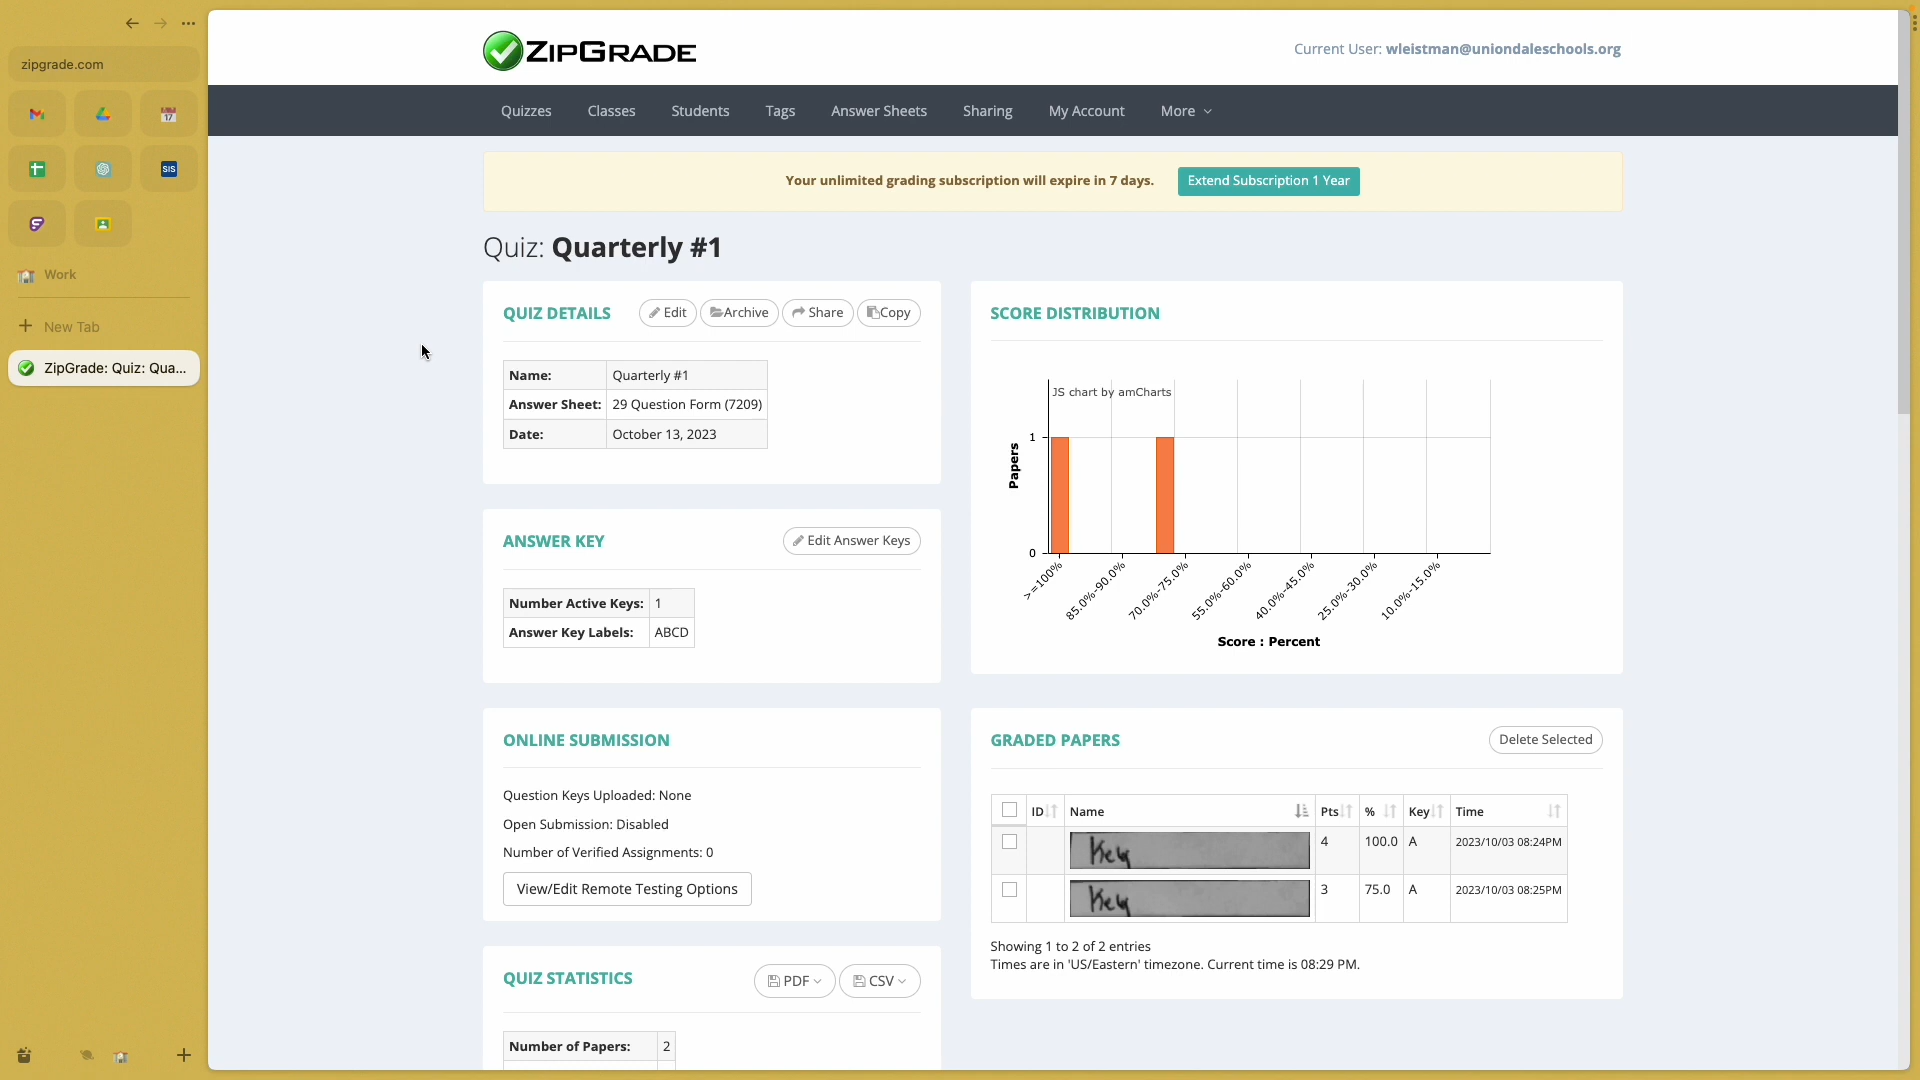 zipgrade.com
17
SIS
Work
New Tab
ZipGrade: Quiz: Qua...
ZIPGRADE
Current User: wleistman@uniondaleschools.org
Quizzes Classes Students Tags Answer Sheets Sharing My Account More
Your unlimited grading subscription will expire in 7 days. Extend Subscription 1 Year
Quiz: Quarterly #1
QUIZ DETAILS Edit Archive Share Copy
Name: Quarterly #1
Answer Sheet: 29 Question Form (7209)
Date: October 13, 2023
ANSWER KEY Edit Answer Keys
Number Active Keys: 1
Answer Key Labels: ABCD
ONLINE SUBMISSION
Question Keys Uploaded: None
Open Submission: Disabled
Number of Verified Assignments: 0
View/Edit Remote Testing Options
QUIZ STATISTICS PDF CSV
Number of Papers: 2
SCORE DISTRIBUTION
JS chart by amCharts
Papers
1
0
>=100% 85.0%-90.0% 70.0%-75.0% 55.0%-60.0% 40.0%-45.0% 25.0%-30.0% 10.0%-15.0%
Score : Percent
GRADED PAPERS Delete Selected
ID Name Pts % Key Time
Key 4 100.0 A 2023/10/03 08:24PM
Key 3 75.0 A 2023/10/03 08:25PM
Showing 1 to 2 of 2 entries
Times are in 'US/Eastern' timezone. Current time is 08:29 PM.